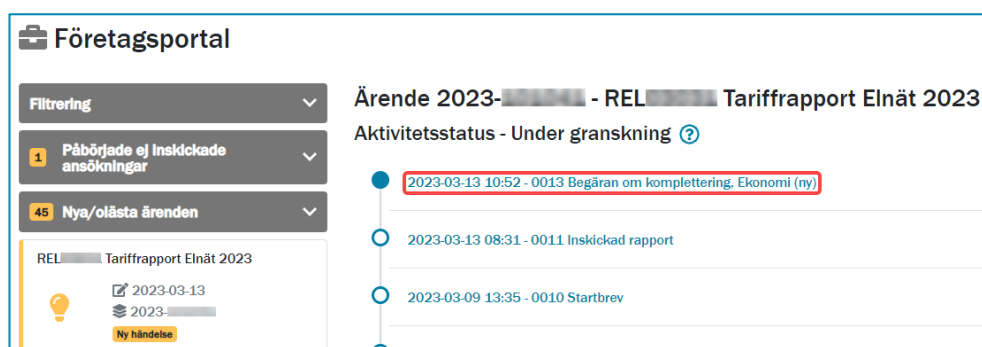 Företagsportal
Filtrering
1 Påbörjade ej inskickade
ansökningar
45 Nya/olästa ärenden
REL Tariffrapport Elnät 2023
2023-03-13
2023-
Ny händelse
Ärende 2023- - REL Tariffrapport Elnät 2023
Aktivitetsstatus - Under granskning ?
2023-03-13 10:52 - 0013 Begäran om komplettering, Ekonomi (ny)
2023-03-13 08:31 - 0011 Inskickad rapport
2023-03-09 13:35 - 0010 Startbrev